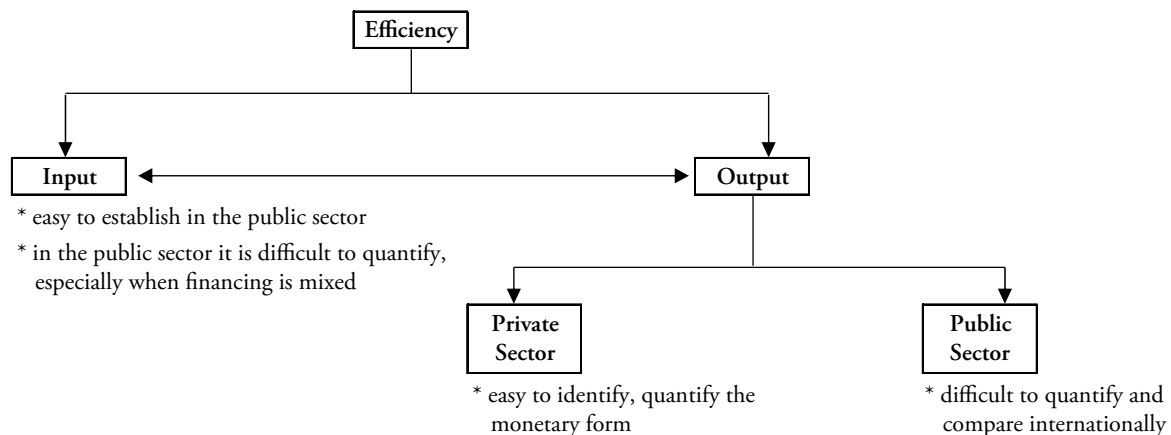 Efficiency
Input
Output
* easy to establish in the public sector
* in the public sector it is difficult to quantify,
especially when financing is mixed
Private
Sector
Public
Sector
* easy to identify, quantify the
monetary form
* difficult to quantify and
compare internationally